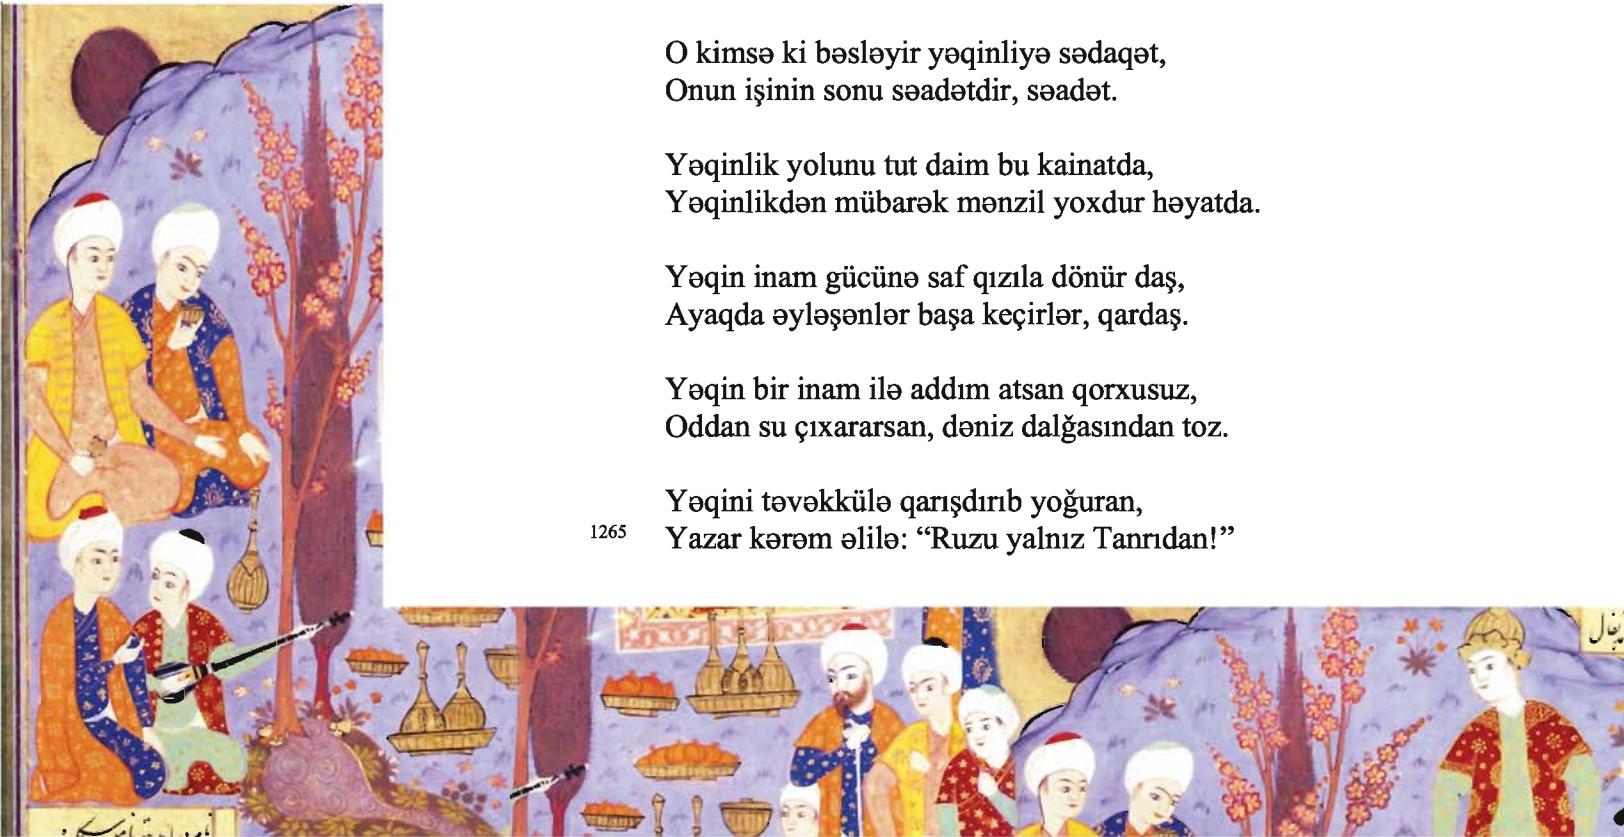 O kimsə ki bəsləyir yəqinliyə sədaqət,
Onun işinin sonu səadətdir, səadət.
Yəqinlik yolunu tut daim bu kainatda,
Yəqinlikdən mübarək mənzil yoxdur həyatda.
Yəqin inam gücünə saf qızıla dönür daş,
Ayaqda əyləşənlər başa keçirlər, qardaş.
Yəqin bir inam ilə addım atsan qorxusuz,
Oddan su çıxararsan, dəniz dalğasından toz.
Yəqini təvəkkülə qarışdırıb yoğuran,
1265 Yazar kərəm əlilə: “Ruzu yalnız Tanrıdan!”